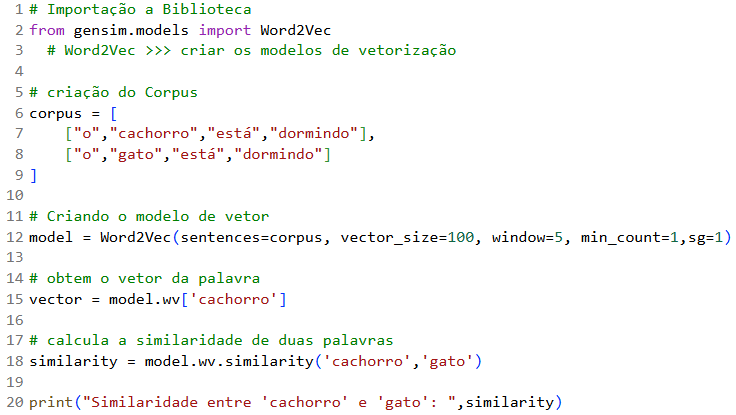 1 # Importação a Biblioteca
2 from gensim.models import Word2Vec
3   # Word2Vec >>> criar os modelos de vetorização
4
5 # criação do Corpus
6 corpus = [
7     ["o","cachorro","está","dormindo"],
8     ["o","gato","está","dormindo"]
9 ]
10
11 # Criando o modelo de vetor
12 model = Word2Vec(sentences=corpus, vector_size=100, window=5, min_count=1,sg=1)
13
14 # obtem o vetor da palavra
15 vector = model.wv['cachorro']
16
17 # calcula a similaridade de duas palavras
18 similarity = model.wv.similarity('cachorro','gato')
19
20 print("Similaridade entre 'cachorro' e 'gato': ",similarity)